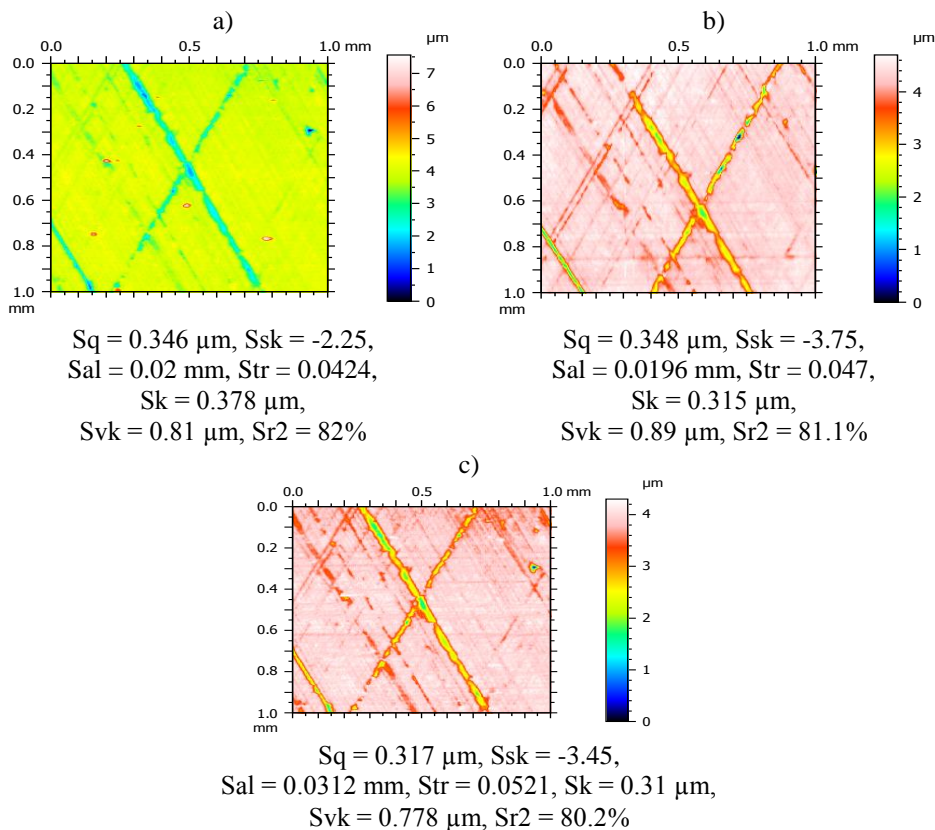 a)
b)
0.0 0.5 1.0 mm
µm
0.0 0.5 1.0 mm
µm
0.0
0.2
0.4
0.6
0.8
1.0
mm
7
6
5
4
3
2
1
0
0.0
0.2
0.4
0.6
0.8
1.0
mm
4
3
2
1
0
Sq = 0.346 µm, Ssk = -2.25,
Sal = 0.02 mm, Str = 0.0424,
Sk = 0.378 µm,
Svk = 0.81 µm, Sr2 = 82%
Sq = 0.348 µm, Ssk = -3.75,
Sal = 0.0196 mm, Str = 0.047,
Sk = 0.315 µm,
Svk = 0.89 µm, Sr2 = 81.1%
c)
0.0 0.5 1.0 mm
µm
0.0
0.2
0.4
0.6
0.8
1.0
mm
4
3
2
1
0
Sq = 0.317 µm, Ssk = -3.45,
Sal = 0.0312 mm, Str = 0.0521, Sk = 0.31 µm,
Svk = 0.778 µm, Sr2 = 80.2%